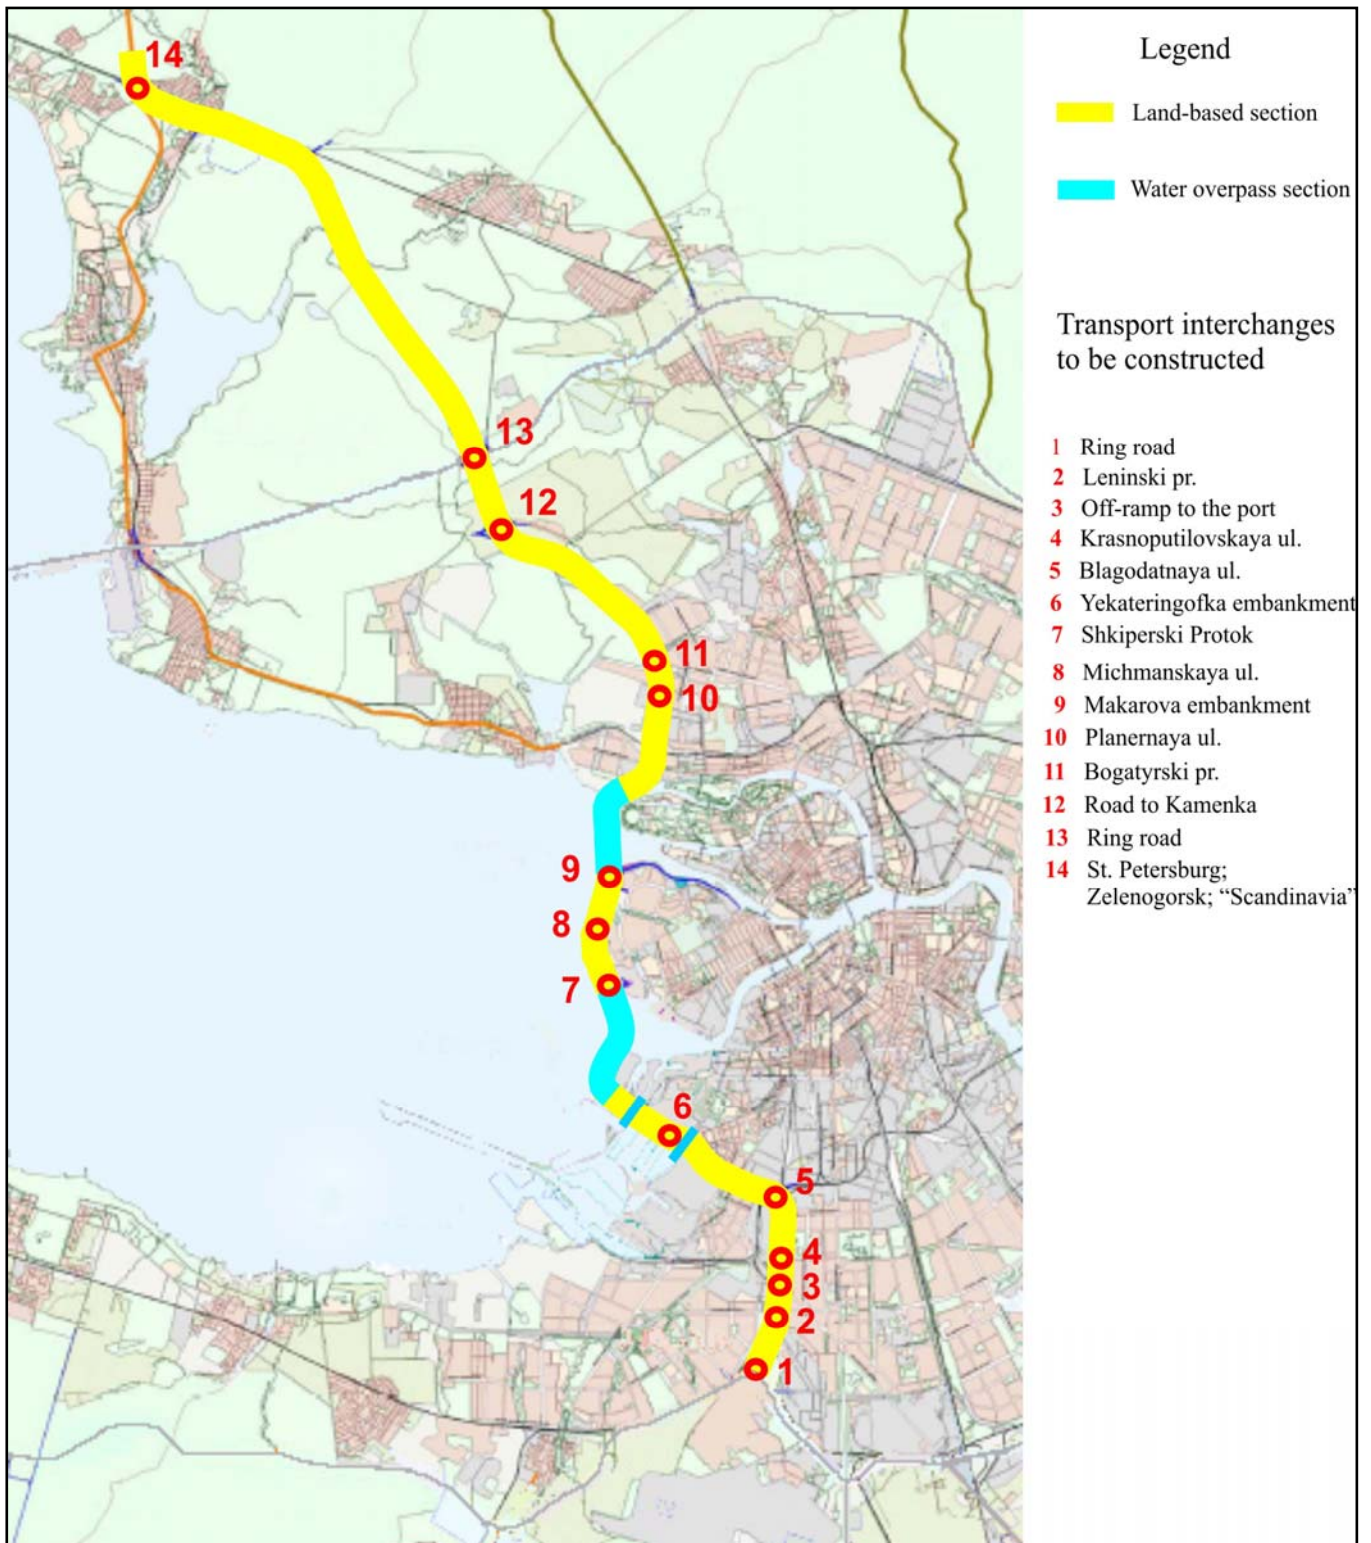 Legend
Land-based section
Water overpass section
Transport interchanges
to be constructed
1 Ring road
2 Leninski pr.
3 Off-ramp to the port
4 Krasnoputilovskaya ul.
5 Blagodatnaya ul.
6 Yekateringofka embankment
7 Shkiperski Protok
8 Michmanskaya ul.
9 Makarova embankment
10 Planernaya ul.
11 Bogatyrski pr.
12 Road to Kamenka
13 Ring road
14 St. Petersburg;
Zelenogorsk; “Scandinavia”
14
13
12
11
10
9
8
7
6
5
4
3
2
1